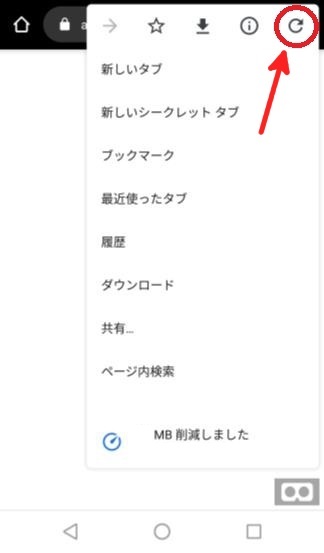 a
新しいタブ
新しいシークレット タブ
ブックマーク
最近使ったタブ
履歴
ダウンロード
共有...
ページ内検索
MB 削減しました